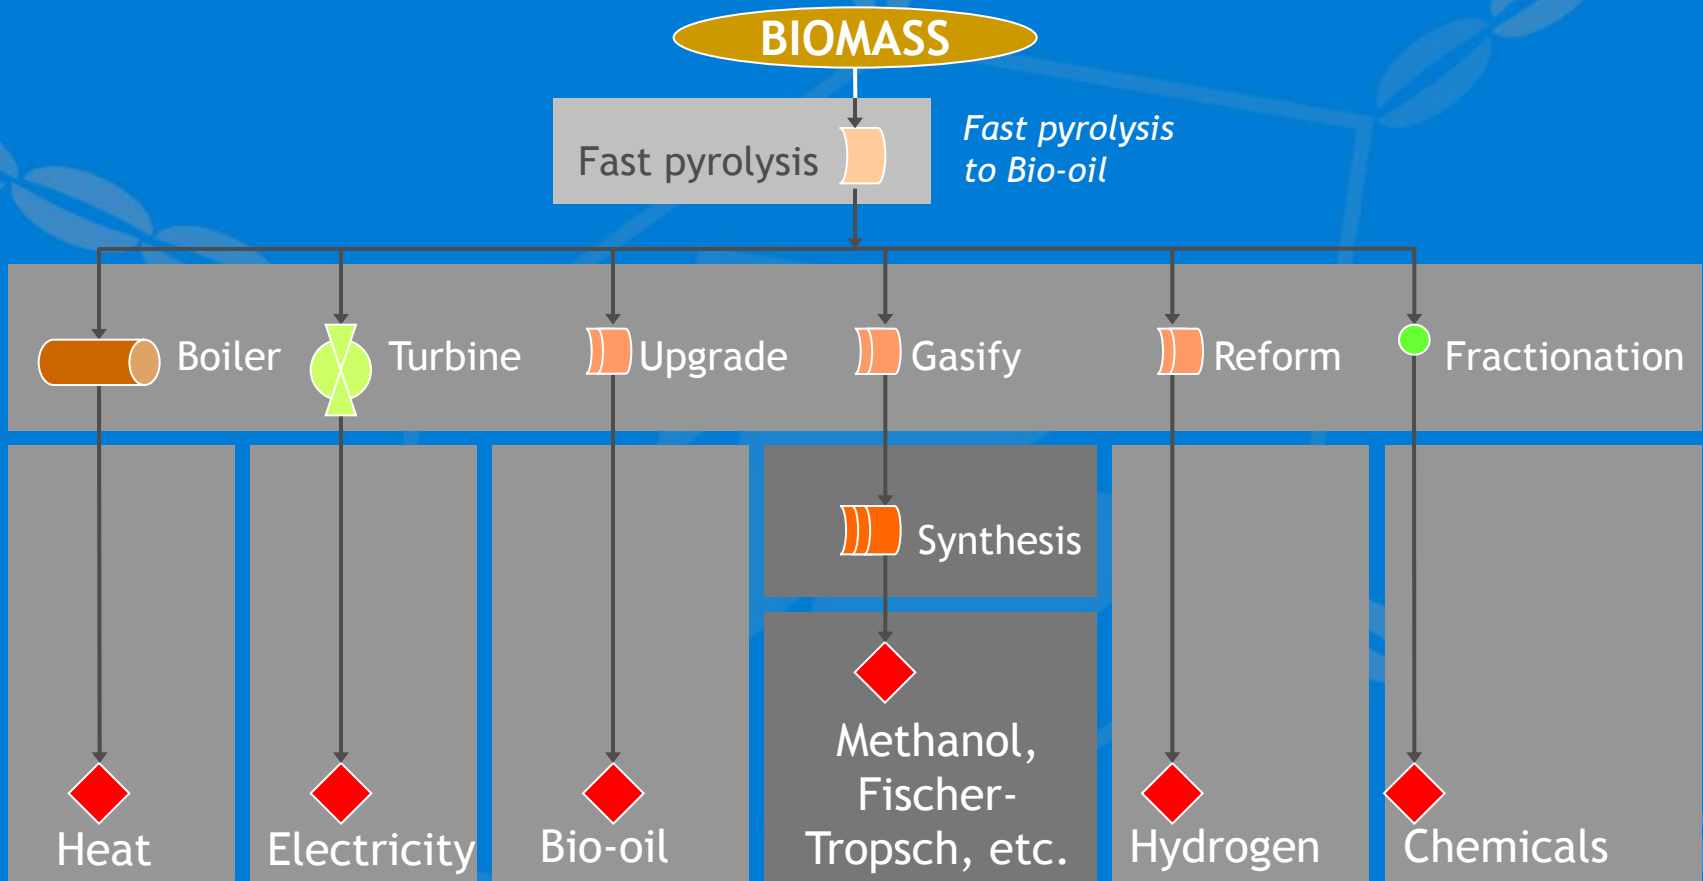 BIOMASS
Fast pyrolysis
Fast pyrolysis
to Bio-oil
Boiler
Turbine
Upgrade
Gasify
Reform
Fractionation
Synthesis
Methanol,
Fischer-
Tropsch, etc.
Heat
Electricity
Bio-oil
Hydrogen
Chemicals